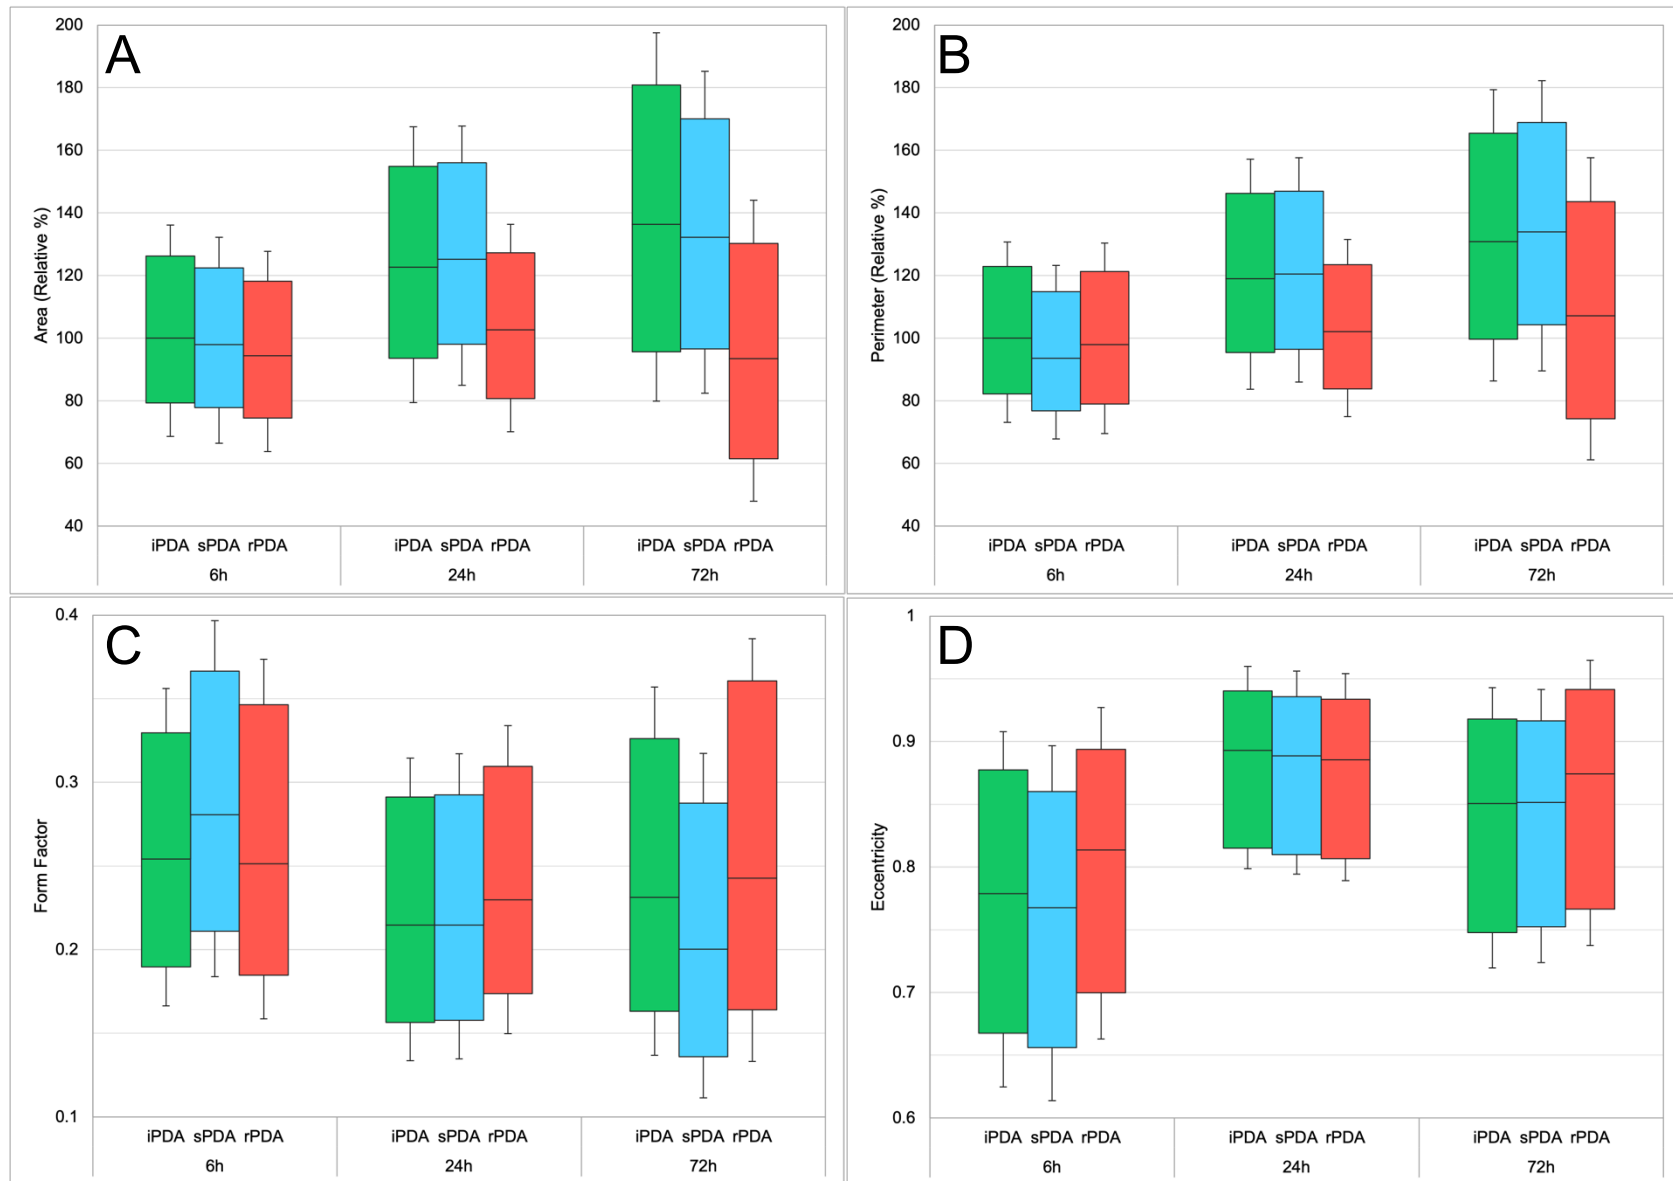 A
200
180
160
140
120
100
80
60
40
Area (Relative %)
iPDA sPDA rPDA iPDA sPDA rPDA iPDA sPDA rPDA
6h 24h 72h
B
200
180
160
140
120
100
80
60
40
Perimeter (Relative %)
iPDA sPDA rPDA iPDA sPDA rPDA iPDA sPDA rPDA
6h 24h 72h
C
0.4
0.3
0.2
0.1
Form Factor
iPDA sPDA rPDA iPDA sPDA rPDA iPDA sPDA rPDA
6h 24h 72h
D
1
0.9
0.8
0.7
0.6
Eccentricity
iPDA sPDA rPDA iPDA sPDA rPDA iPDA sPDA rPDA
6h 24h 72h